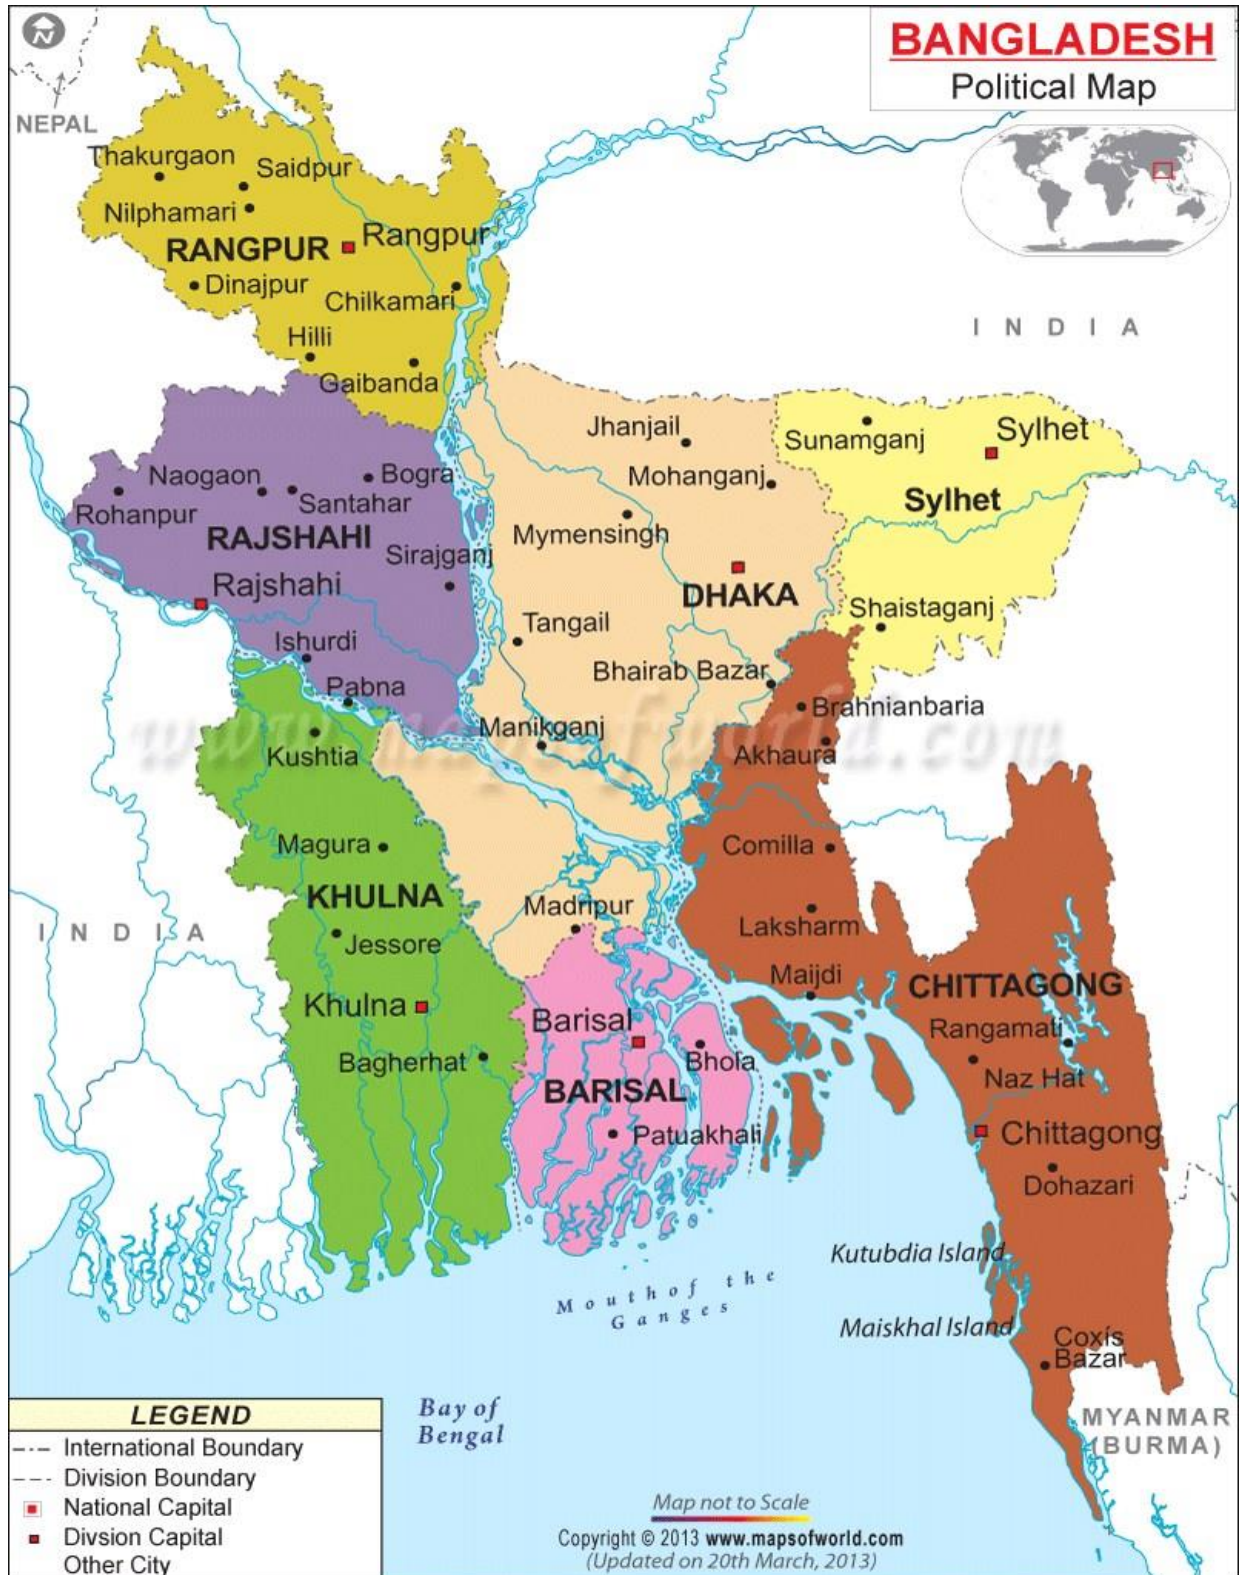 N
BANGLADESH
Political Map
NEPAL
Thakurgaon
Saidpur
Nilphamari
RANGPUR
Rangpur
Dinajpur
Chilkamari
Hilli
Gaibanda
I N D I A
Jhanjail
Sunamganj
Sylhet
Mohanganj
Naogaon
Bogra
Santahar
Rohanpur
Sylhet
RAJSHAHI
Mymensingh
Sirajganj
Rajshahi
DHAKA
Shaistaganj
Tangail
Ishurdi
Bhairab Bazar
Pabna
Brahnianbaria
Manikganj
www.mapsofworld.com
Kushtia
Akhaura
Magura
Comilla
KHULNA
Madripur
Laksharm
I N D I A
Jessore
Maijdi
CHITTAGONG
Khulna
Barisal
Rangamati
Bagherhat
Bhola
Naz Hat
BARISAL
Patuakhali
Chittagong
Dohazari
Kutubdia Island
Mouth of the
Ganges
Maiskhal Island
Coxís
Bazar
Bay of
Bengal
MYANMAR
(BURMA)
LEGEND
International Boundary
Division Boundary
National Capital
Divsion Capital
Other City
Map not to Scale
Copyright © 2013 www.mapsofworld.com
(Updated on 20th March, 2013)